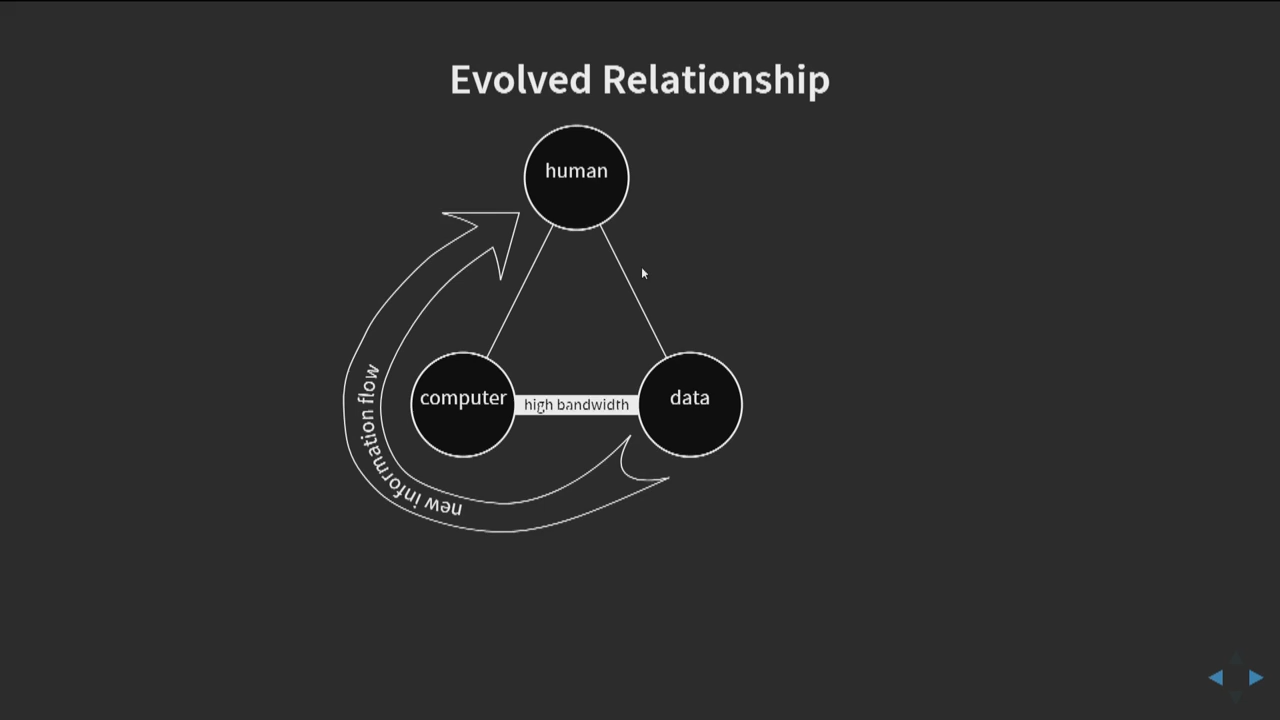 Evolved Relationship
human
computer
high bandwidth
data
new information flow